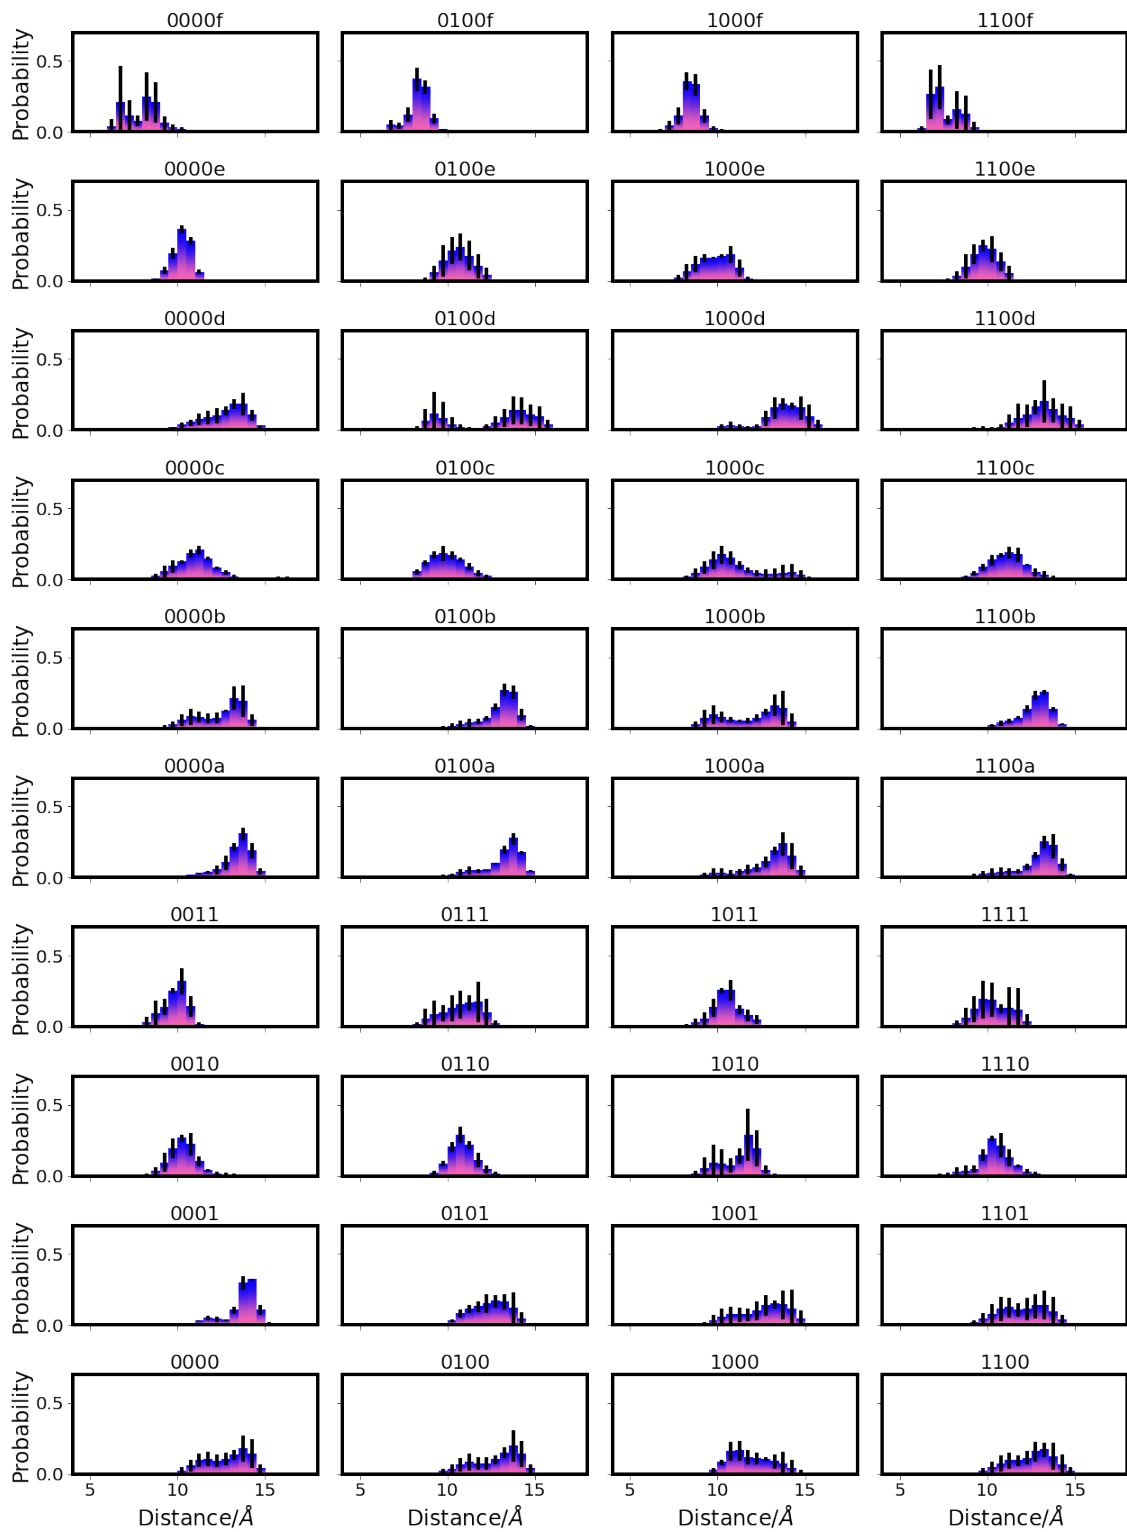 0000f 0100f 1000f 1100f
Probability
0.5
0.0
0000e 0100e 1000e 1100e
Probability
0.5
0.0
0000d 0100d 1000d 1100d
Probability
0.5
0.0
0000c 0100c 1000c 1100c
Probability
0.5
0.0
0000b 0100b 1000b 1100b
Probability
0.5
0.0
0000a 0100a 1000a 1100a
Probability
0.5
0.0
0011 0111 1011 1111
Probability
0.5
0.0
0010 0110 1010 1110
Probability
0.5
0.0
0001 0101 1001 1101
Probability
0.5
0.0
0000 0100 1000 1100
Probability
0.5
0.0
5 10 15 5 10 15 5 10 15 5 10 15
Distance/Å Distance/Å Distance/Å Distance/Å